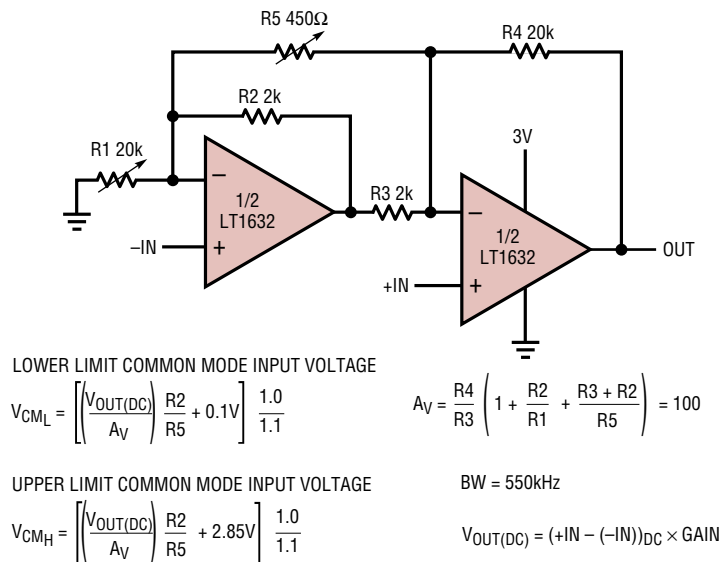 R5 450Ω
R4 20k
R2 2k
R1 20k
3V
–
1/2
LT1632
+
–IN
R3 2k
–
1/2
LT1632
+
+IN
OUT
LOWER LIMIT COMMON MODE INPUT VOLTAGE
V_CM_L = [(V_OUT(DC) / A_V) R2/R5 + 0.1V] 1.0/1.1
A_V = R4/R3 (1 + R2/R1 + (R3 + R2)/R5) = 100
UPPER LIMIT COMMON MODE INPUT VOLTAGE
BW = 550kHz
V_CM_H = [(V_OUT(DC) / A_V) R2/R5 + 2.85V] 1.0/1.1
V_OUT(DC) = (+IN – (–IN))_DC × GAIN